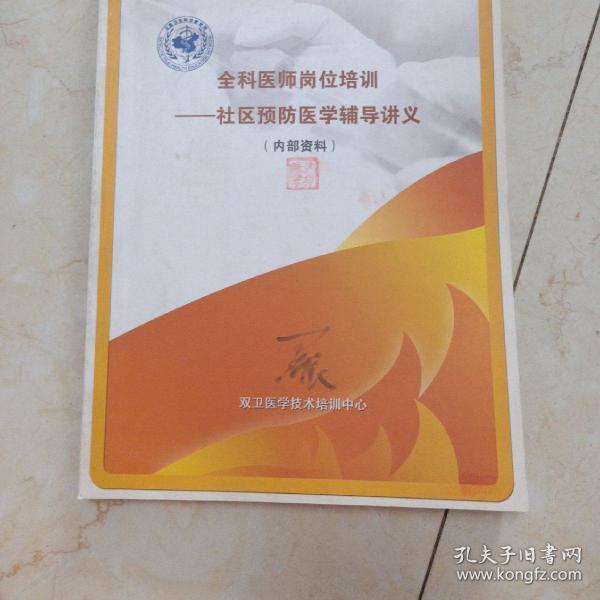 全科医师岗位培训
——社区预防医学辅导讲义
（内部资料）
双卫医学技术培训中心
孔夫子旧书网
www.kongfz.com